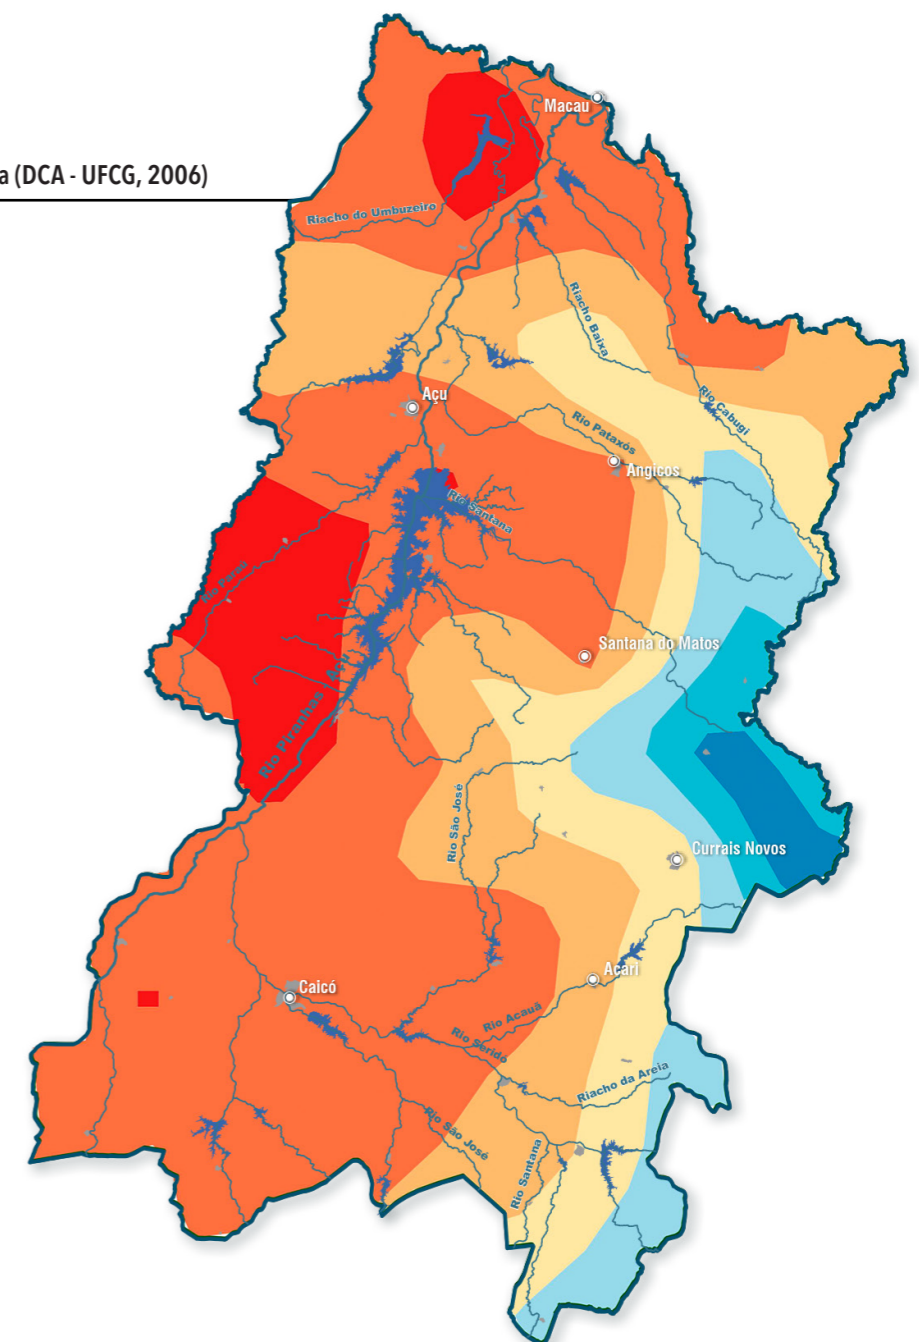 a (DCA - UFCG, 2006)
Macau
Riacho do Umbuzeiro
Riacho Baixa
Açu
Rio Cabugi
Rio Pataxós
Angicos
Rio Santana
Rio Paraú
Santana do Matos
Rio Piranhas - Açu
Rio São José
Currais Novos
Acari
Caicó
Rio Acauã
Rio Seridó
Riacho da Areia
Rio São José
Rio Santana